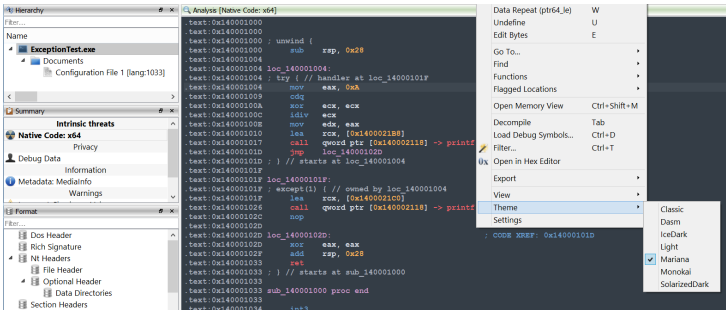 Hierarchy
Filter...
Name
ExceptionTest.exe
Documents
Configuration File 1 [lang:1033]
Summary
Intrinsic threats
Native Code: x64
Privacy
Debug Data
Information
Metadata: MediaInfo
Warnings
Format
Filter...
Dos Header
Rich Signature
Nt Headers
File Header
Optional Header
Data Directories
Section Headers
Analysis [Native Code: x64]
.text:0x140001000
.text:0x140001000
.text:0x140001000 ; unwind {
.text:0x140001000 sub rsp, 0x28
.text:0x140001004
.text:0x140001004 loc_140001004:
.text:0x140001004 ; try { // handler at loc_14000101F
.text:0x140001004 mov eax, 0xA
.text:0x140001009 cdq
.text:0x14000100A xor ecx, ecx
.text:0x14000100C idiv ecx
.text:0x14000100E mov edx, eax
.text:0x140001010 lea rcx, [0x1400021B8]
.text:0x140001017 call qword ptr [0x140002118] -> printf
.text:0x14000101D jmp loc_14000102D
.text:0x14000101D ; } // starts at loc_140001004
.text:0x14000101F
.text:0x14000101F loc_14000101F:
.text:0x14000101F ; except(1) { // owned by loc_140001004
.text:0x14000101F lea rcx, [0x1400021C0]
.text:0x140001026 call qword ptr [0x140002118] -> printf
.text:0x14000102C nop
.text:0x14000102D
.text:0x14000102D loc_14000102D: ; CODE XREF: 0x14000101D
.text:0x14000102D xor eax, eax
.text:0x14000102F add rsp, 0x28
.text:0x140001033 ret
.text:0x140001033 ; } // starts at sub_140001000
.text:0x140001033
.text:0x140001033 sub_140001000 proc end
.text:0x140001033
.text:0x140001034 int3
Data Repeat (ptr64_le) W
Undefine U
Edit Bytes E
Go To...
Find
Functions
Flagged Locations
Open Memory View Ctrl+Shift+M
Decompile Tab
Load Debug Symbols... Ctrl+D
Filter... Ctrl+T
0x Open in Hex Editor
Export
View
Theme
Settings
Classic
Dasm
IceDark
Light
Mariana
Monokai
SolarizedDark